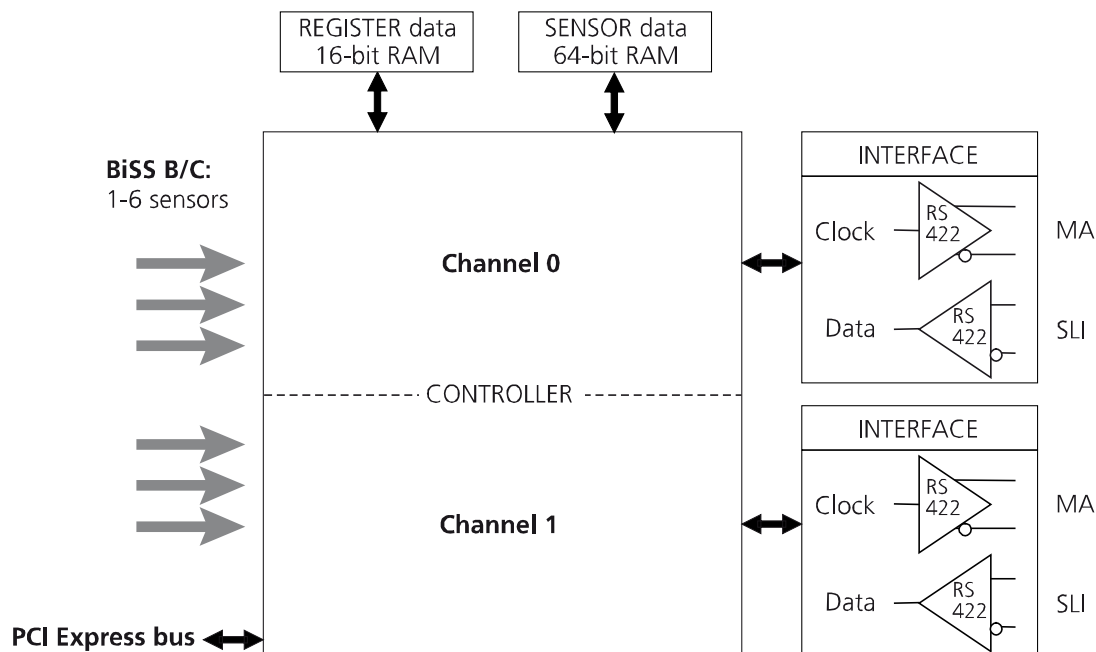 REGISTER data
16-bit RAM
SENSOR data
64-bit RAM
BiSS B/C:
1-6 sensors
Channel 0
CONTROLLER
Channel 1
PCI Express bus
INTERFACE
Clock
RS
422
MA
Data
RS
422
SLI
INTERFACE
Clock
RS
422
MA
Data
RS
422
SLI